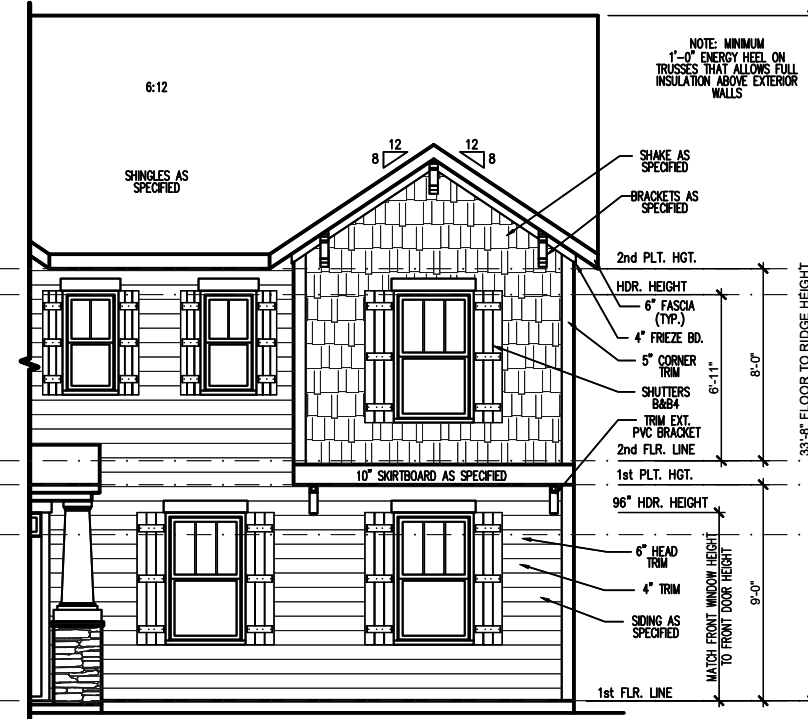 NOTE: MINIMUM
1'-0" ENERGY HEEL ON
TRUSSES THAT ALLOWS FULL
INSULATION ABOVE EXTERIOR
WALLS
6:12
12
12
8
8
SHINGLES AS
SPECIFIED
SHAKE AS
SPECIFIED
BRACKETS AS
SPECIFIED
2nd PLT. HGT.
HDR. HEIGHT
6" FASCIA
(TYP.)
4" FRIEZE BD.
5" CORNER
TRIM
SHUTTERS
B&B4
TRIM EXT.
PVC BRACKET
2nd FLR. LINE
6'-11"
8'-0"
33'-8" FLOOR TO RIDGE HEIGHT
10" SKIRTBOARD AS SPECIFIED
1st PLT. HGT.
96" HDR. HEIGHT
6" HEAD
TRIM
4" TRIM
SIDING AS
SPECIFIED
MATCH FRONT WINDOW HEIGHT
TO FRONT DOOR HEIGHT
9'-0"
1st FLR. LINE